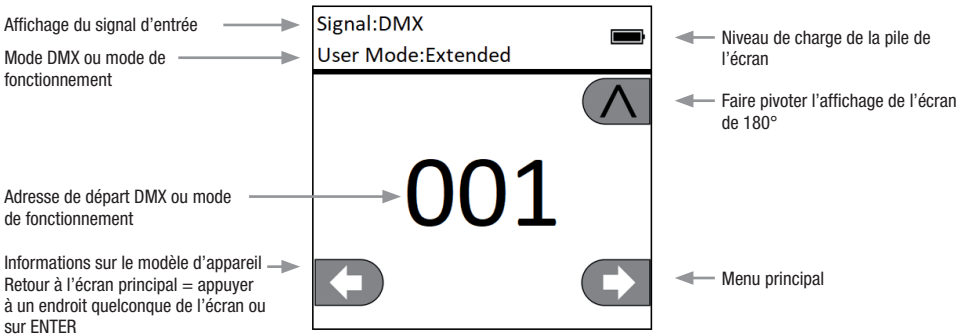 Affichage du signal d’entrée
Mode DMX ou mode de
fonctionnement
Adresse de départ DMX ou mode
de fonctionnement
Informations sur le modèle d’appareil
Retour à l’écran principal = appuyer
à un endroit quelconque de l’écran ou
sur ENTER
Signal:DMX
User Mode:Extended
001
Niveau de charge de la pile de
l’écran
Faire pivoter l’affichage de l’écran
de 180°
Menu principal